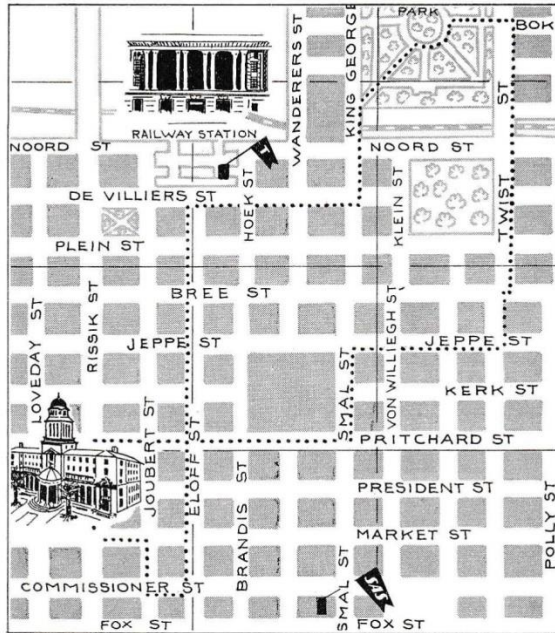 PARK
BOK
WANDERERS ST
KING GEORGE
ST
RAILWAY STATION
NOORD ST
NOORD ST
T
DE VILLIERS ST
HOEK ST
KLEIN ST
TWIST
PLEIN ST
BREE ST
LOVEDAY ST
RISSIK ST
JEPPE ST
VON WILLIEGH ST
JEPPE ST
SMAL ST
KERK ST
JOUBERT ST
ELOFF ST
PRITCHARD ST
BRANDIS ST
PRESIDENT ST
MARKET ST
POLLY ST
COMMISSIONER ST
SMAL ST
SAS
FOX ST
FOX ST